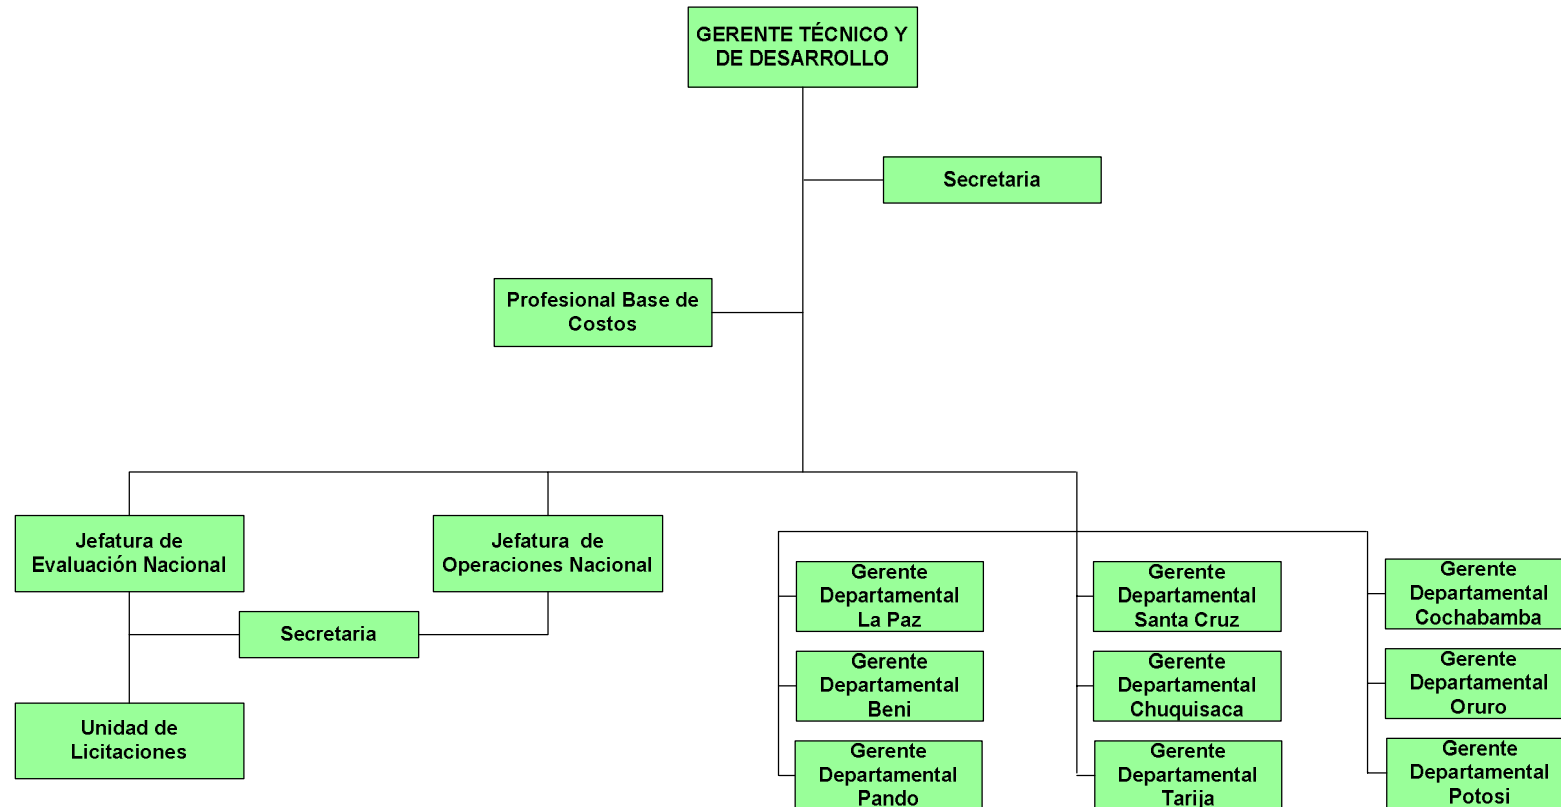 GERENTE TÉCNICO Y
DE DESARROLLO
Secretaria
Profesional Base de
Costos
Jefatura de
Evaluación Nacional
Jefatura de
Operaciones Nacional
Secretaria
Unidad de
Licitaciones
Gerente
Departamental
La Paz
Gerente
Departamental
Santa Cruz
Gerente
Departamental
Cochabamba
Gerente
Departamental
Beni
Gerente
Departamental
Chuquisaca
Gerente
Departamental
Oruro
Gerente
Departamental
Pando
Gerente
Departamental
Tarija
Gerente
Departamental
Potosi